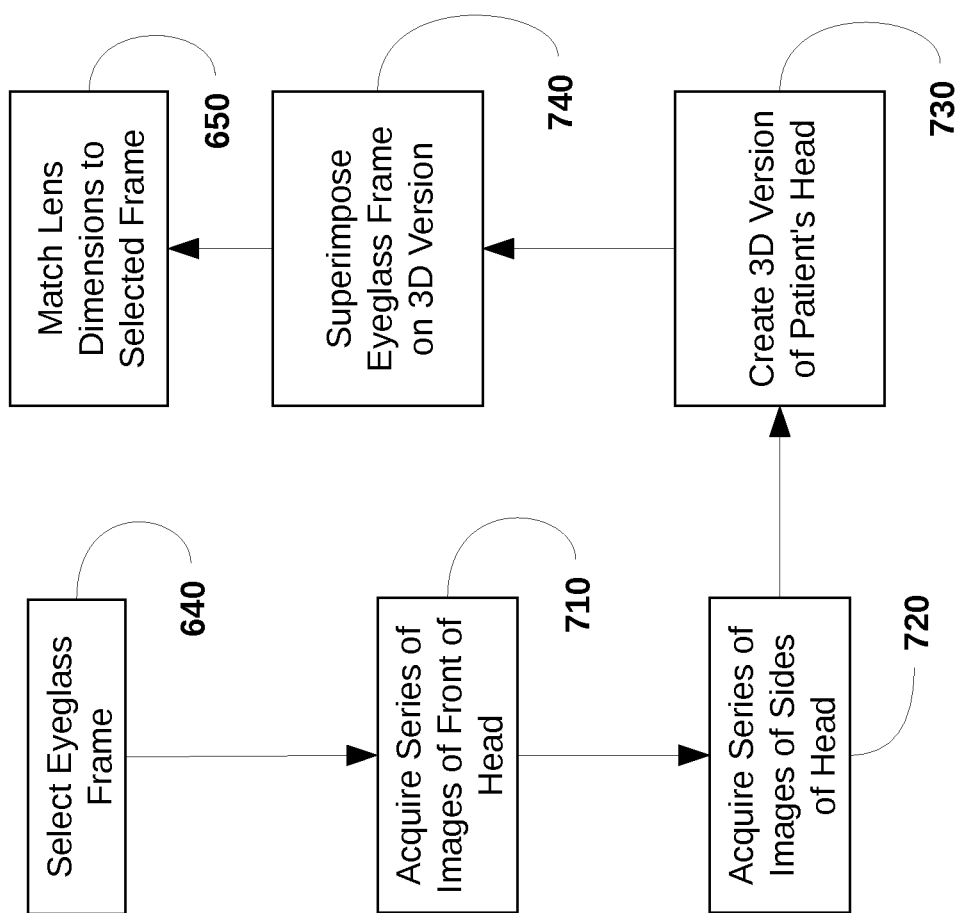 Select Eyeglass
Frame
640
Acquire Series of
Images of Front of
Head
710
Acquire Series of
Images of Sides
of Head
720
Create 3D Version
of Patient's Head
730
Superimpose
Eyeglass Frame
on 3D Version
740
Match Lens
Dimensions to
Selected Frame
650